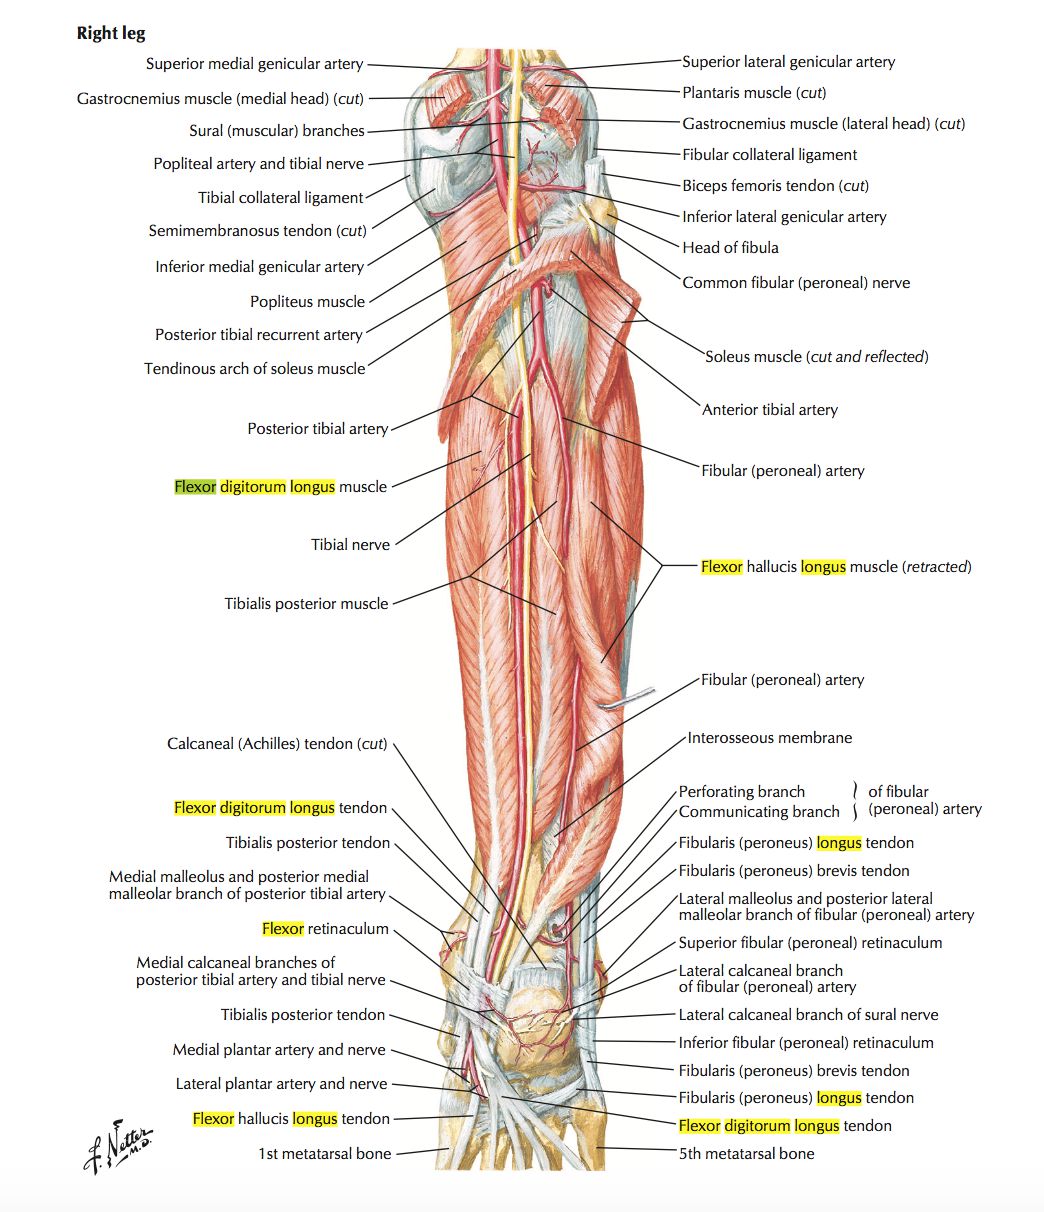 Right leg
Superior medial genicular artery
Gastrocnemius muscle (medial head) (cut)
Sural (muscular) branches
Popliteal artery and tibial nerve
Tibial collateral ligament
Semimembranosus tendon (cut)
Inferior medial genicular artery
Popliteus muscle
Posterior tibial recurrent artery
Tendinous arch of soleus muscle
Posterior tibial artery
Flexor digitorum longus muscle
Tibial nerve
Tibialis posterior muscle
Calcaneal (Achilles) tendon (cut)
Flexor digitorum longus tendon
Tibialis posterior tendon
Medial malleolus and posterior medial
malleolar branch of posterior tibial artery
Flexor retinaculum
Medial calcaneal branches of
posterior tibial artery and tibial nerve
Tibialis posterior tendon
Medial plantar artery and nerve
Lateral plantar artery and nerve
Flexor hallucis longus tendon
1st metatarsal bone
Superior lateral genicular artery
Plantaris muscle (cut)
Gastrocnemius muscle (lateral head) (cut)
Fibular collateral ligament
Biceps femoris tendon (cut)
Inferior lateral genicular artery
Head of fibula
Common fibular (peroneal) nerve
Soleus muscle (cut and reflected)
Anterior tibial artery
Fibular (peroneal) artery
Flexor hallucis longus muscle (retracted)
Fibular (peroneal) artery
Interosseous membrane
Perforating branch
Communicating branch
of fibular
(peroneal) artery
Fibularis (peroneus) longus tendon
Fibularis (peroneus) brevis tendon
Lateral malleolus and posterior lateral
malleolar branch of fibular (peroneal) artery
Superior fibular (peroneal) retinaculum
Lateral calcaneal branch
of fibular (peroneal) artery
Lateral calcaneal branch of sural nerve
Inferior fibular (peroneal) retinaculum
Fibularis (peroneus) brevis tendon
Fibularis (peroneus) longus tendon
Flexor digitorum longus tendon
5th metatarsal bone
F. Netter
M.D.